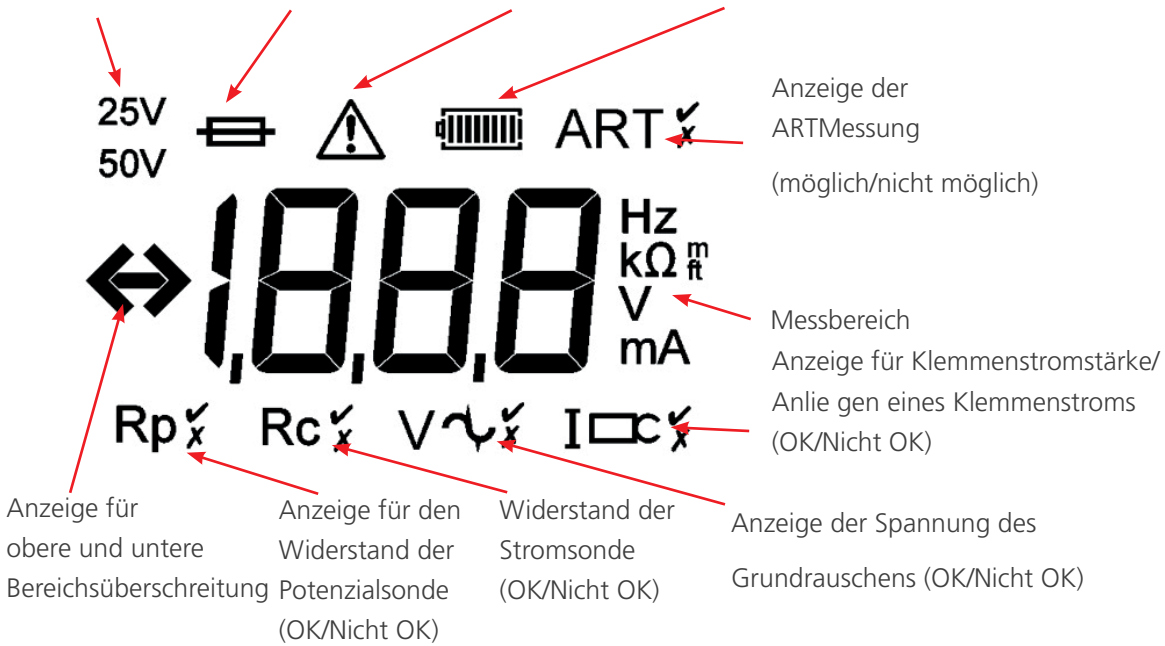 25V
50V
ART
Anzeige der
ARTMessung
(möglich/nicht möglich)
1,8,8,8
Hz
kΩ m
ft
V
mA
Messbereich
Anzeige für Klemmenstromstärke/
Anlie gen eines Klemmenstroms
(OK/Nicht OK)
Rp Rc V I
Anzeige für
obere und untere
Bereichsüberschreitung
Anzeige für den
Widerstand der
Potenzialsonde
(OK/Nicht OK)
Widerstand der
Stromsonde
(OK/Nicht OK)
Anzeige der Spannung des
Grundrauschens (OK/Nicht OK)